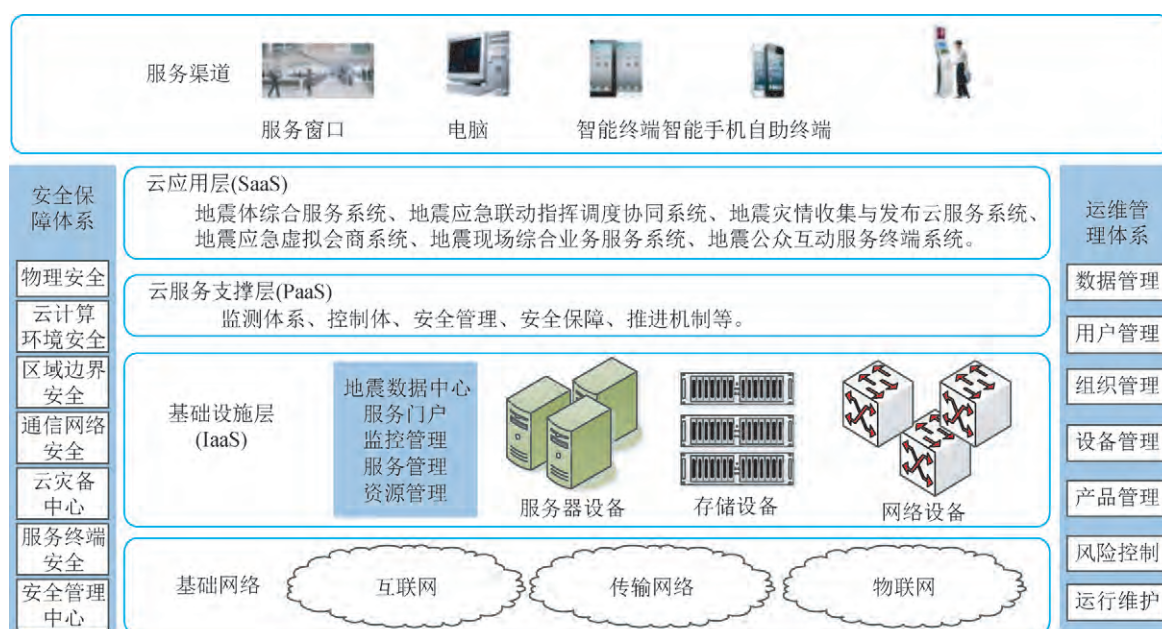 服务渠道
服务窗口
电脑
智能终端智能手机自助终端
安全保
障体系
物理安全
云计算
环境安全
区域边界
安全
通信网络
安全
云灾备
中心
服务终端
安全
安全管理
中心
云应用层(SaaS)
地震体综合服务系统、地震应急联动指挥调度协同系统、地震灾情收集与发布云服务系统、
地震应急虚拟会商系统、地震现场综合业务服务系统、地震公众互动服务终端系统。
云服务支撑层(PaaS)
监测体系、控制体、安全管理、安全保障、推进机制等。
基础设施层
(IaaS)
地震数据中心
服务门户
监控管理
服务管理
资源管理
服务器设备
存储设备
网络设备
基础网络
互联网
传输网络
物联网
运维管
理体系
数据管理
用户管理
组织管理
设备管理
产品管理
风险控制
运行维护